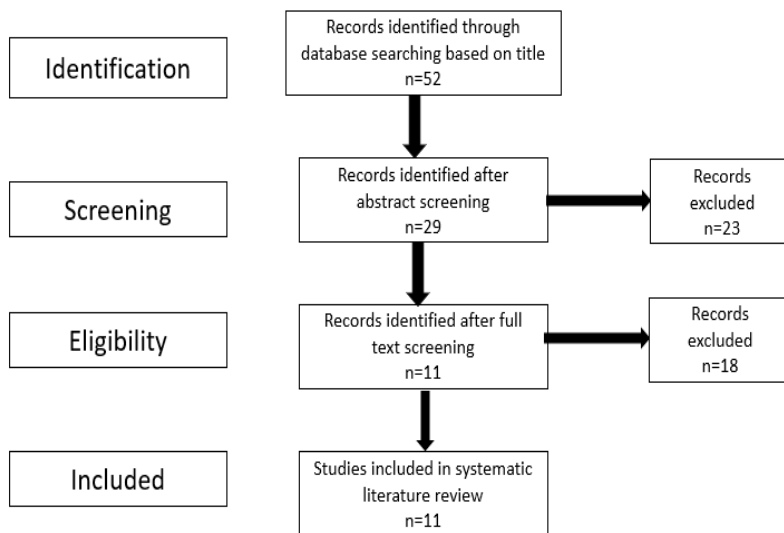 Identification
Records identified through
database searching based on title
n=52
Screening
Records identified after
abstract screening
n=29
Records
excluded
n=23
Eligibility
Records identified after full
text screening
n=11
Records
excluded
n=18
Included
Studies included in systematic
literature review
n=11